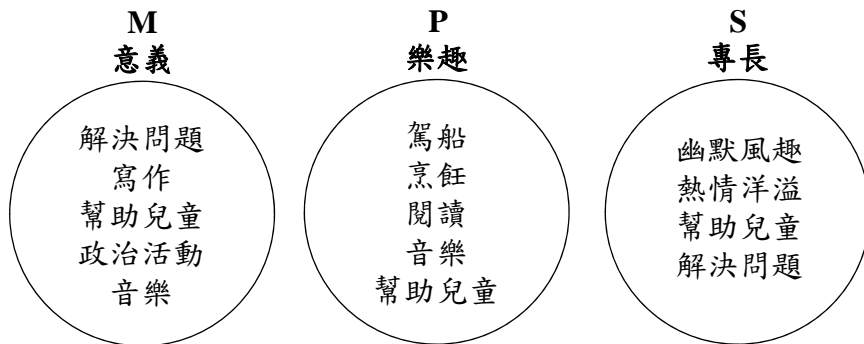 M
意義
解決問題
寫作
幫助兒童
政治活動
音樂
P
樂趣
駕船
烹飪
閱讀
音樂
幫助兒童
S
專長
幽默風趣
熱情洋溢
幫助兒童
解決問題